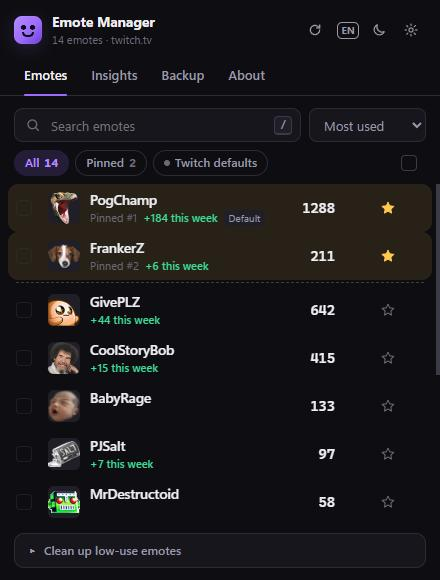 Emote Manager
14 emotes · twitch.tv
EN
Emotes Insights Backup About
Search emotes /
Most used
All 14 Pinned 2 Twitch defaults
PogChamp
Pinned #1 +184 this week Default
1288
FrankerZ
Pinned #2 +6 this week
211
GivePLZ
+44 this week
642
CoolStoryBob
+15 this week
415
BabyRage
133
PJSalt
+7 this week
97
MrDestructoid
58
Clean up low-use emotes